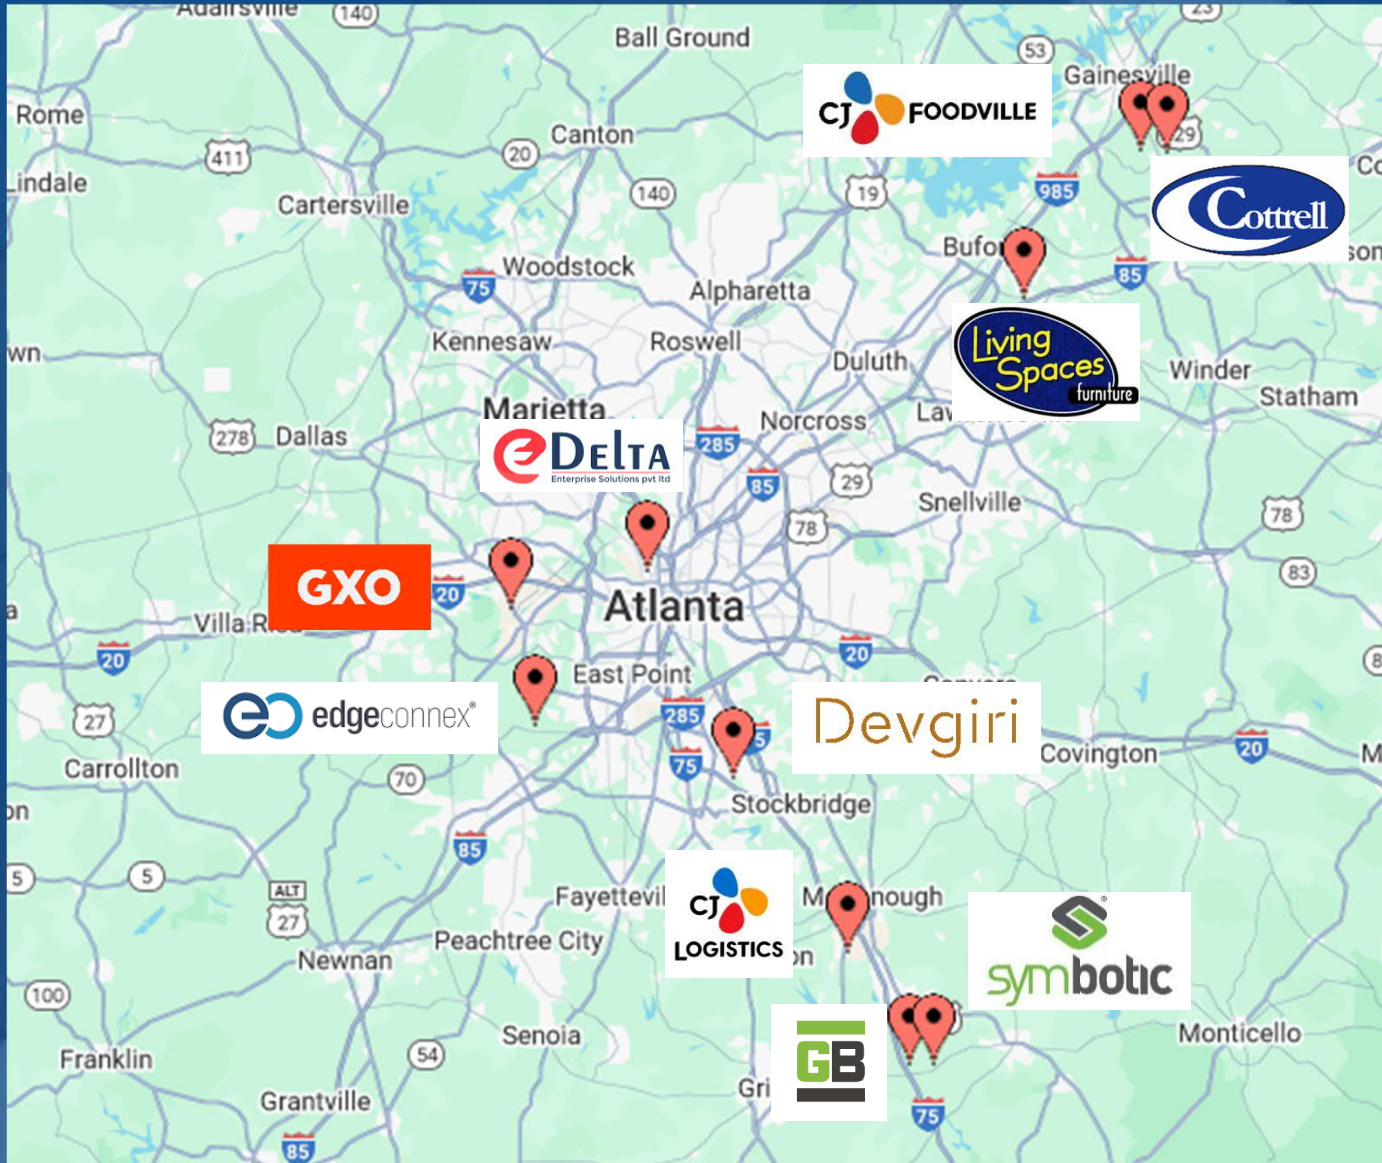 Adairsville
140
23
Ball Ground
53
Gainesville
Rome
CJ FOODVILLE
Canton
411
20
29
Lindale
Cartersville
140
19
985
Cottrell
Buford
Woodstock
75
Alpharetta
85
Kennesaw
Roswell
Duluth
Living
Spaces
furniture
Winder
Statham
Marietta
Norcross
278
Dallas
285
DELTA
Enterprise Solutions pvt ltd
85
29
Snellville
78
78
GXO
20
83
Atlanta
Villa R
20
20
East Point
edgeconnex®
285
Devgiri
27
75
Covington
20
Carrollton
70
Stockbridge
85
5
5
ALT
27
Fayettevil
CJ
LOGISTICS
M nough
Peachtree City
symbotic
Newnan
100
GB
Senoia
Monticello
Franklin
54
Gri
Grantville
75
85